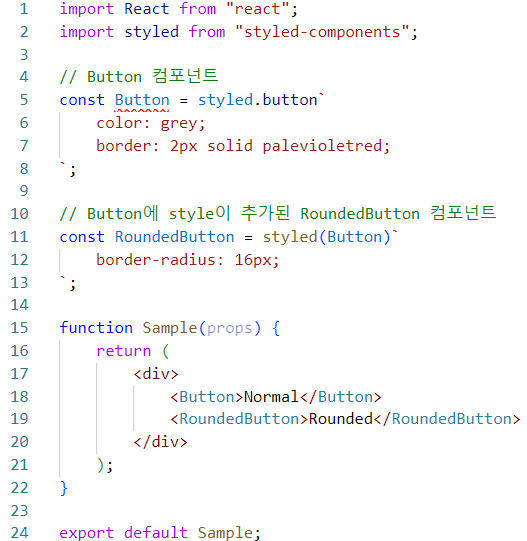 1 import React from "react";
2 import styled from "styled-components";
3
4 // Button 컴포넌트
5 const Button = styled.button`
6     color: grey;
7     border: 2px solid palevioletred;
8 `;
9
10 // Button에 style이 추가된 RoundedButton 컴포넌트
11 const RoundedButton = styled(Button)`
12     border-radius: 16px;
13 `;
14
15 function Sample(props) {
16     return (
17         <div>
18             <Button>Normal</Button>
19             <RoundedButton>Rounded</RoundedButton>
20         </div>
21     );
22 }
23
24 export default Sample;